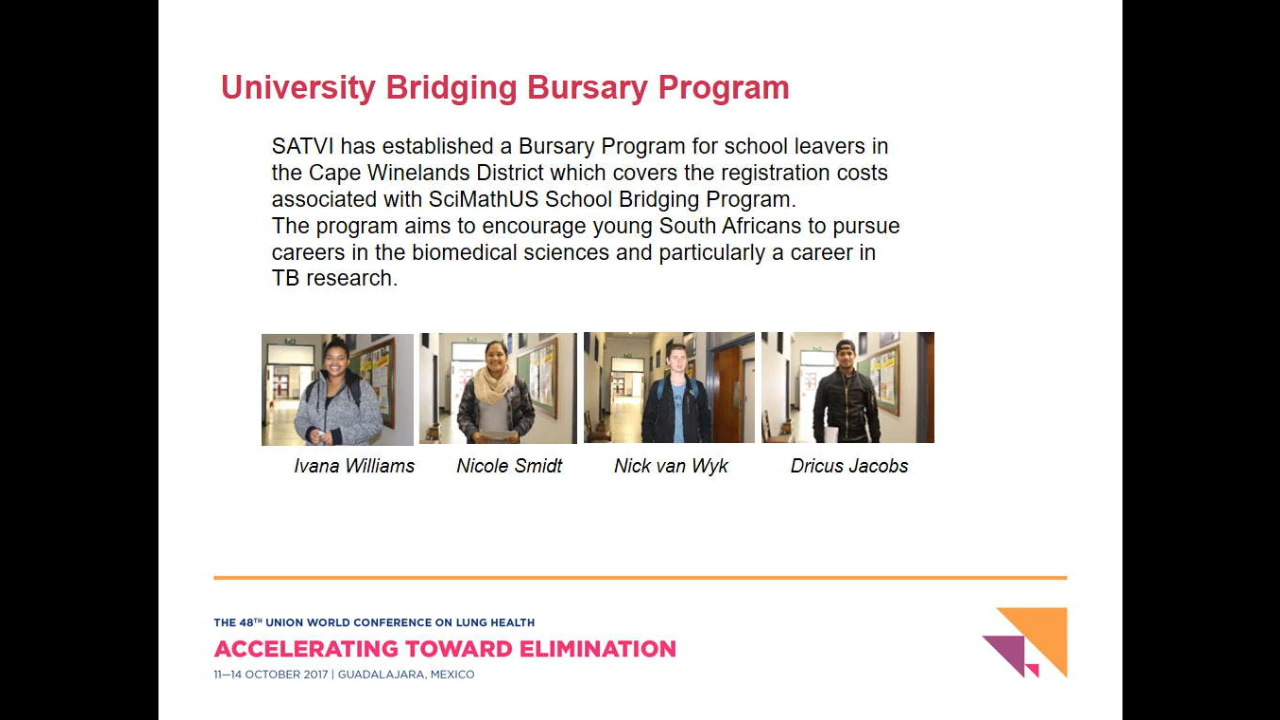 University Bridging Bursary Program
SATVI has established a Bursary Program for school leavers in
the Cape Winelands District which covers the registration costs
associated with SciMathUS School Bridging Program.
The program aims to encourage young South Africans to pursue
careers in the biomedical sciences and particularly a career in
TB research.
Ivana Williams
Nicole Smidt
Nick van Wyk
Dricus Jacobs
THE 48TH UNION WORLD CONFERENCE ON LUNG HEALTH
ACCELERATING TOWARD ELIMINATION
11–14 OCTOBER 2017 | GUADALAJARA, MEXICO